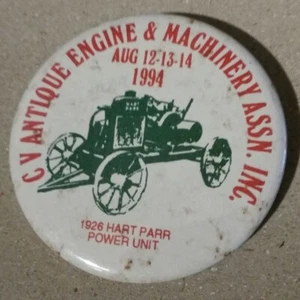 C V ANTIQUE ENGINE & MACHINERY ASSN. INC.
AUG 12-13-14
1994
1926 HART PARR
POWER UNIT